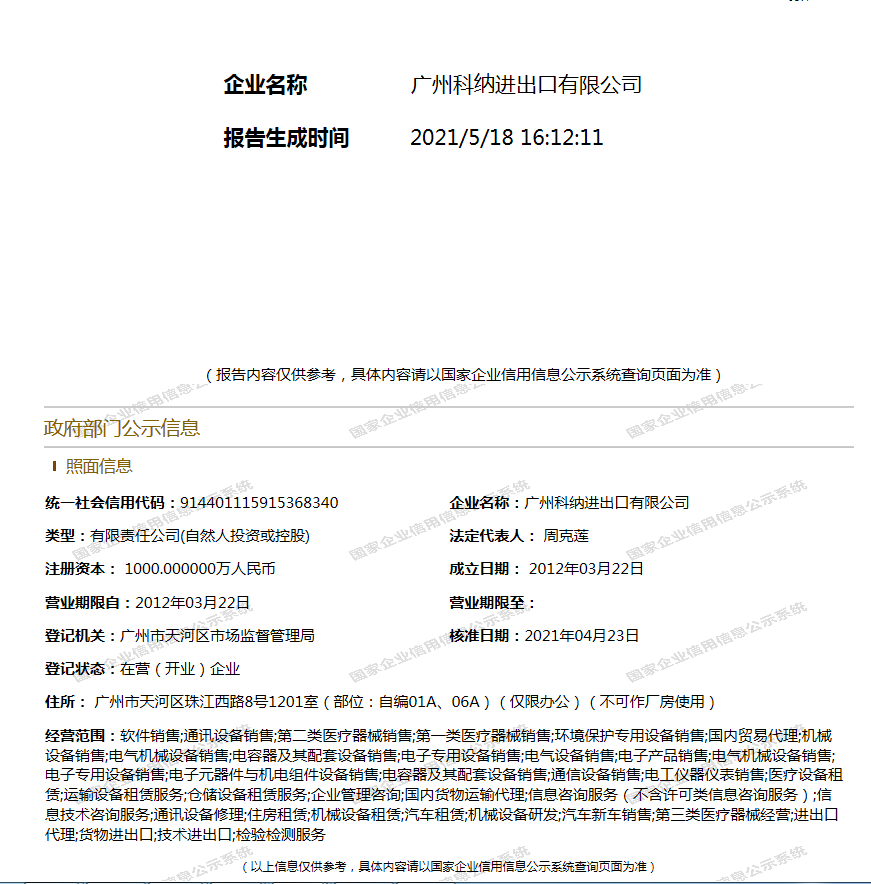 企业名称 广州科纳进出口有限公司
报告生成时间 2021/5/18 16:12:11
（报告内容仅供参考，具体内容请以国家企业信用信息公示系统查询页面为准）
政府部门公示信息
照面信息
统一社会信用代码：914401115915368340 企业名称：广州科纳进出口有限公司
类型：有限责任公司(自然人投资或控股) 法定代表人： 周克莲
注册资本： 1000.000000万人民币 成立日期： 2012年03月22日
营业期限自：2012年03月22日 营业期限至：
登记机关：广州市天河区市场监督管理局 核准日期：2021年04月23日
登记状态：在营（开业）企业
住所： 广州市天河区珠江西路8号1201室（部位：自编01A、06A）（仅限办公）（不可作厂房使用）
经营范围：软件销售;通讯设备销售;第二类医疗器械销售;第一类医疗器械销售;环境保护专用设备销售;国内贸易代理;机械
设备销售;电气机械设备销售;电容器及其配套设备销售;电子专用设备销售;电气设备销售;电子产品销售;电气机械设备销售;
电子专用设备销售;电子元器件与机电组件设备销售;电容器及其配套设备销售;通信设备销售;电工仪器仪表销售;医疗设备租
赁;运输设备租赁服务;仓储设备租赁服务;企业管理咨询;国内货物运输代理;信息咨询服务（不含许可类信息咨询服务）;信
息技术咨询服务;通讯设备修理;住房租赁;机械设备租赁;汽车租赁;机械设备研发;汽车新车销售;第三类医疗器械经营;进出口
代理;货物进出口;技术进出口;检验检测服务
（以上信息仅供参考，具体内容请以国家企业信用信息公示系统查询页面为准）
国家企业信用信息公示系统